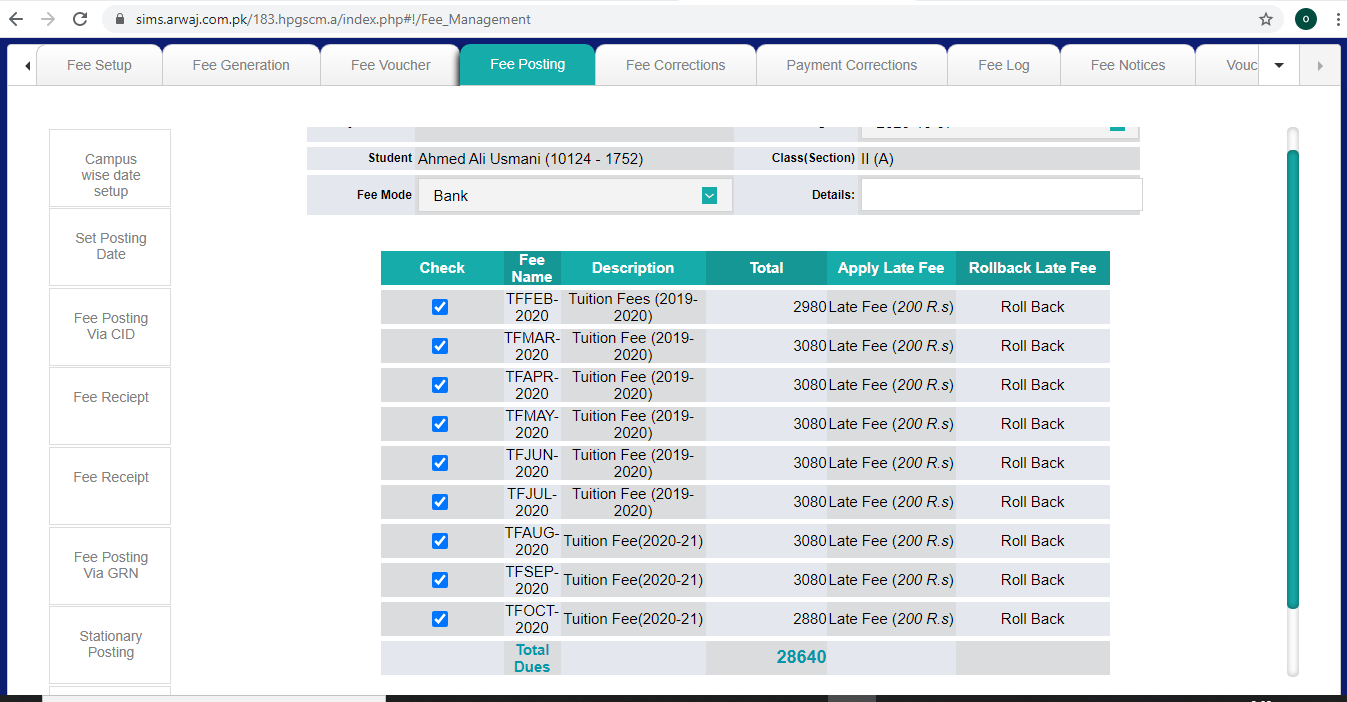 sims.arwaj.com.pk/183.hpgscm.a/index.php#!/Fee_Management
o
Fee Setup
Fee Generation
Fee Voucher
Fee Posting
Fee Corrections
Payment Corrections
Fee Log
Fee Notices
Vouc
Campus
wise date
setup
Set Posting
Date
Fee Posting
Via CID
Fee Reciept
Fee Receipt
Fee Posting
Via GRN
Stationary
Posting
Student Ahmed Ali Usmani (10124 - 1752) Class(Section) II (A)
Fee Mode Bank Details:
Check Fee Name Description Total Apply Late Fee Rollback Late Fee
TFFEB-2020 Tuition Fees (2019-2020) 2980 Late Fee (200 R.s) Roll Back
TFMAR-2020 Tuition Fee (2019-2020) 3080 Late Fee (200 R.s) Roll Back
TFAPR-2020 Tuition Fee (2019-2020) 3080 Late Fee (200 R.s) Roll Back
TFMAY-2020 Tuition Fee (2019-2020) 3080 Late Fee (200 R.s) Roll Back
TFJUN-2020 Tuition Fee (2019-2020) 3080 Late Fee (200 R.s) Roll Back
TFJUL-2020 Tuition Fee (2019-2020) 3080 Late Fee (200 R.s) Roll Back
TFAUG-2020 Tuition Fee(2020-21) 3080 Late Fee (200 R.s) Roll Back
TFSEP-2020 Tuition Fee(2020-21) 3080 Late Fee (200 R.s) Roll Back
TFOCT-2020 Tuition Fee(2020-21) 2880 Late Fee (200 R.s) Roll Back
Total Dues 28640